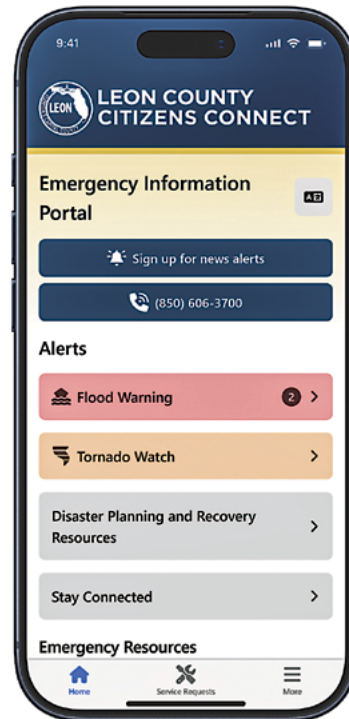 9:41
LEON
LEON COUNTY
CITIZENS CONNECT
Emergency Information
Portal
Sign up for news alerts
(850) 606-3700
Alerts
Flood Warning
2
Tornado Watch
Disaster Planning and Recovery
Resources
Stay Connected
Emergency Resources
Home
Service Requests
More